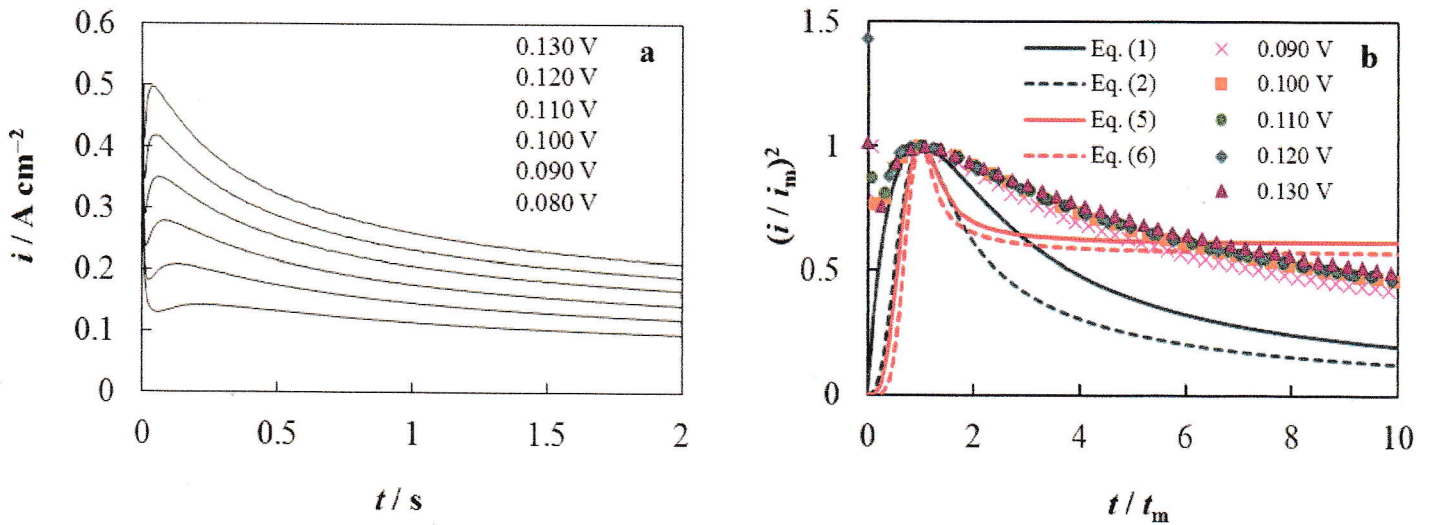 a
0.6
0.5
0.4
0.3
0.2
0.1
0
i / A cm⁻²
0.130 V
0.120 V
0.110 V
0.100 V
0.090 V
0.080 V
0
0.5
1
1.5
2
t / s
b
1.5
1
0.5
0
(i / iₘ)²
Eq. (1)
Eq. (2)
Eq. (5)
Eq. (6)
0.090 V
0.100 V
0.110 V
0.120 V
0.130 V
0
2
4
6
8
10
t / tₘ